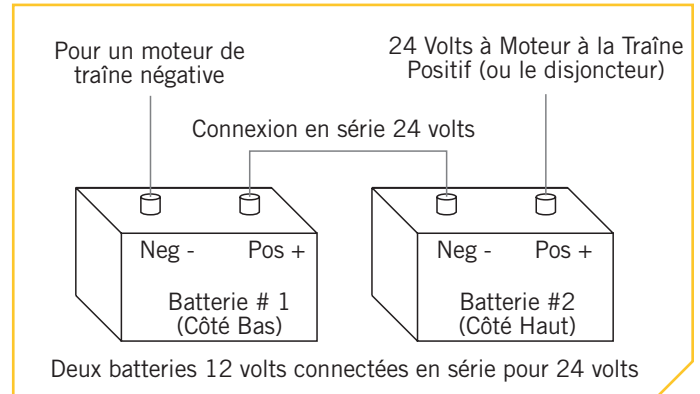 Pour un moteur de
traîne négative
24 Volts à Moteur à la Traîne
Positif (ou le disjoncteur)
Connexion en série 24 volts
Neg - Pos +
Batterie # 1
(Côté Bas)
Neg - Pos +
Batterie #2
(Côté Haut)
Deux batteries 12 volts connectées en série pour 24 volts